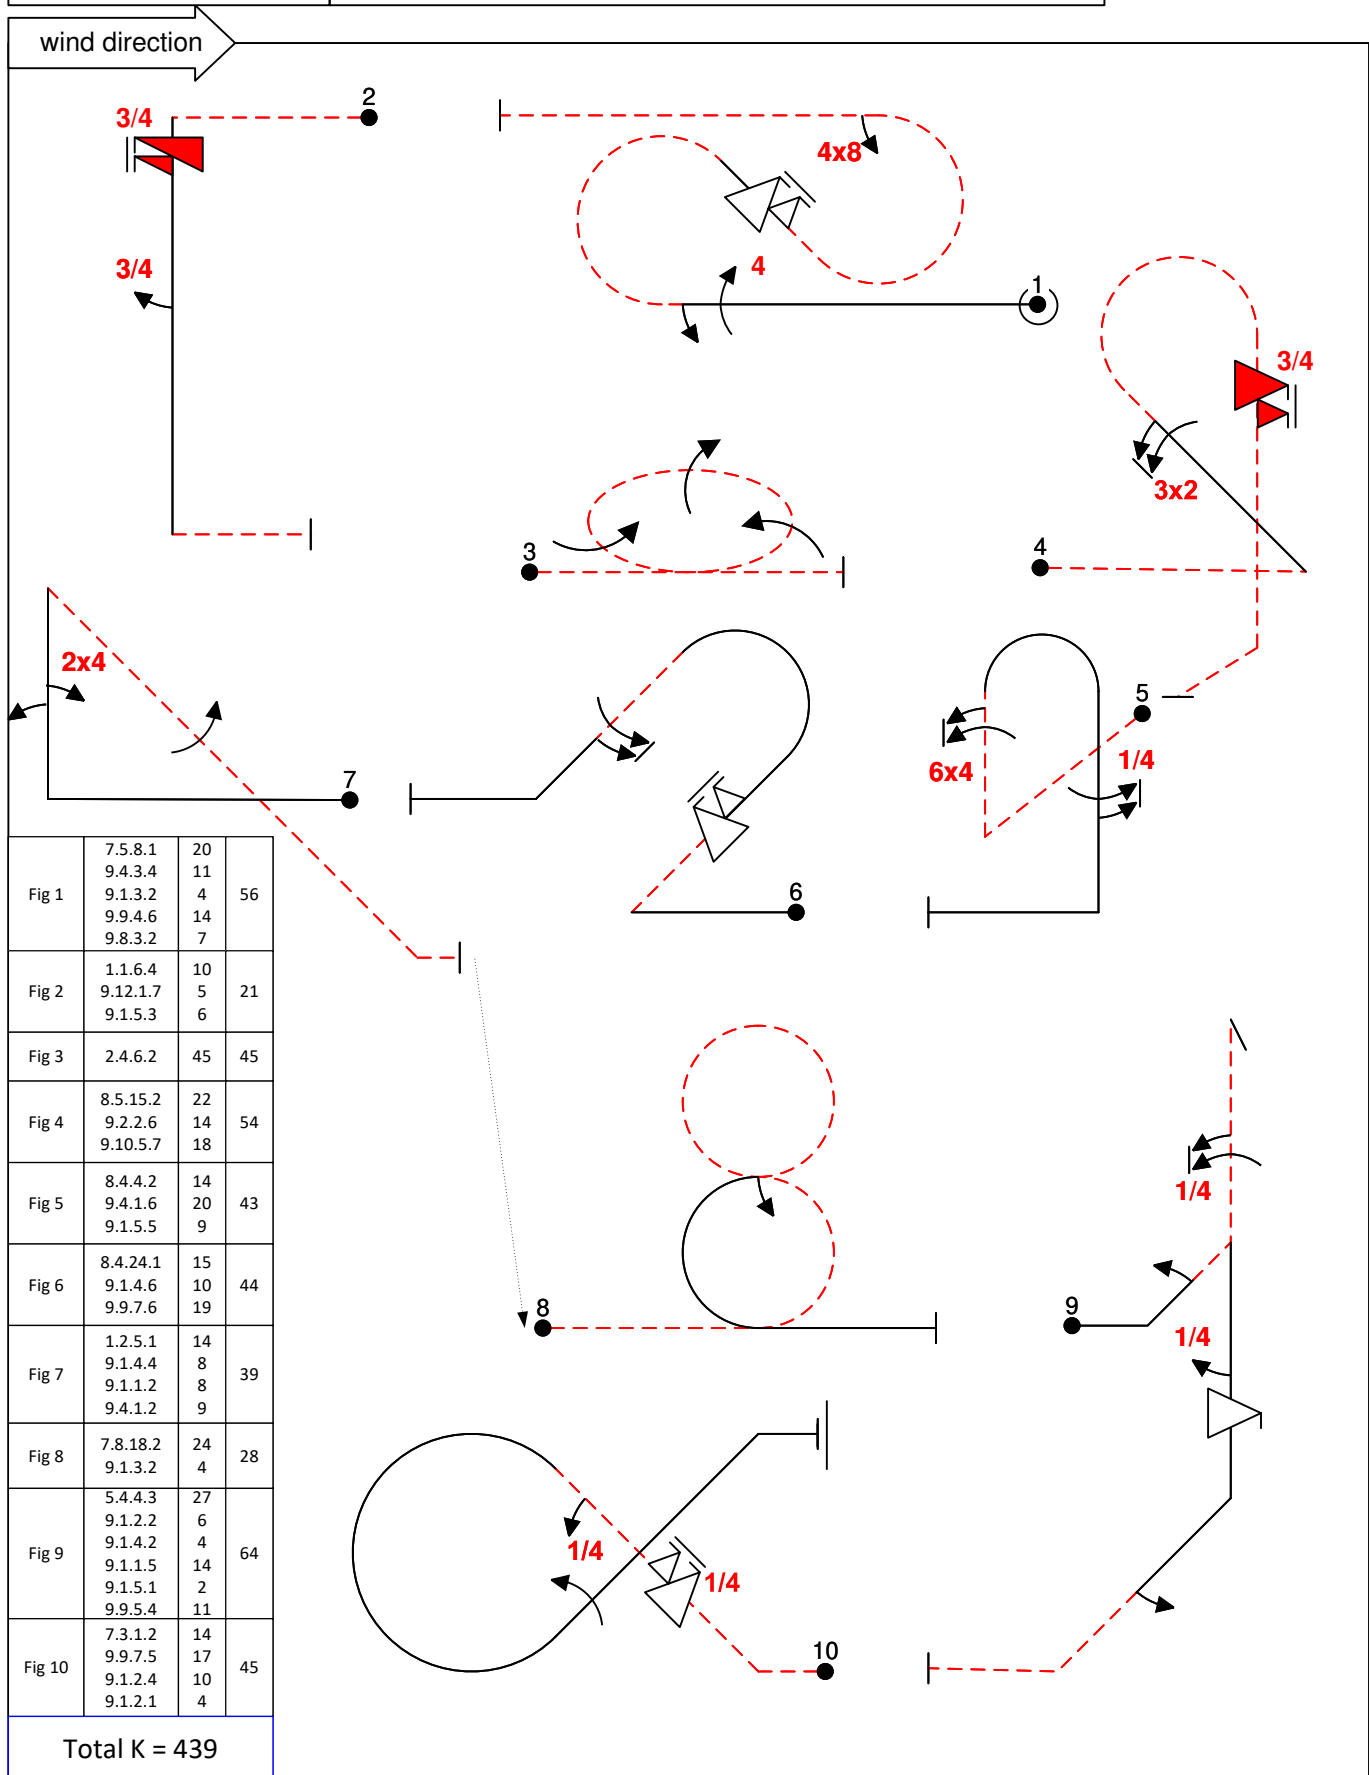 wind direction
2
3/4
4x8
4
1
3/4
3/4
3x2
3
4
2x4
5
1/4
6x4
7
6
Fig 1 7.5.8.1 20 56
9.4.3.4 11
9.1.3.2 4
9.9.4.6 14
9.8.3.2 7
Fig 2 1.1.6.4 10 21
9.12.1.7 5
9.1.5.3 6
Fig 3 2.4.6.2 45 45
Fig 4 8.5.15.2 22 54
9.2.2.6 14
9.10.5.7 18
Fig 5 8.4.4.2 14 43
9.4.1.6 20
9.1.5.5 9
Fig 6 8.4.24.1 15 44
9.1.4.6 10
9.9.7.6 19
Fig 7 1.2.5.1 14 39
9.1.4.4 8
9.1.1.2 8
9.4.1.2 9
Fig 8 7.8.18.2 24 28
9.1.3.2 4
Fig 9 5.4.4.3 27 64
9.1.2.2 6
9.1.4.2 4
9.1.1.5 14
9.1.5.1 2
9.9.5.4 11
Fig 10 7.3.1.2 14 45
9.9.7.5 17
9.1.2.4 10
9.1.2.1 4
Total K = 439
1/4
8
9
1/4
1/4
1/4
10